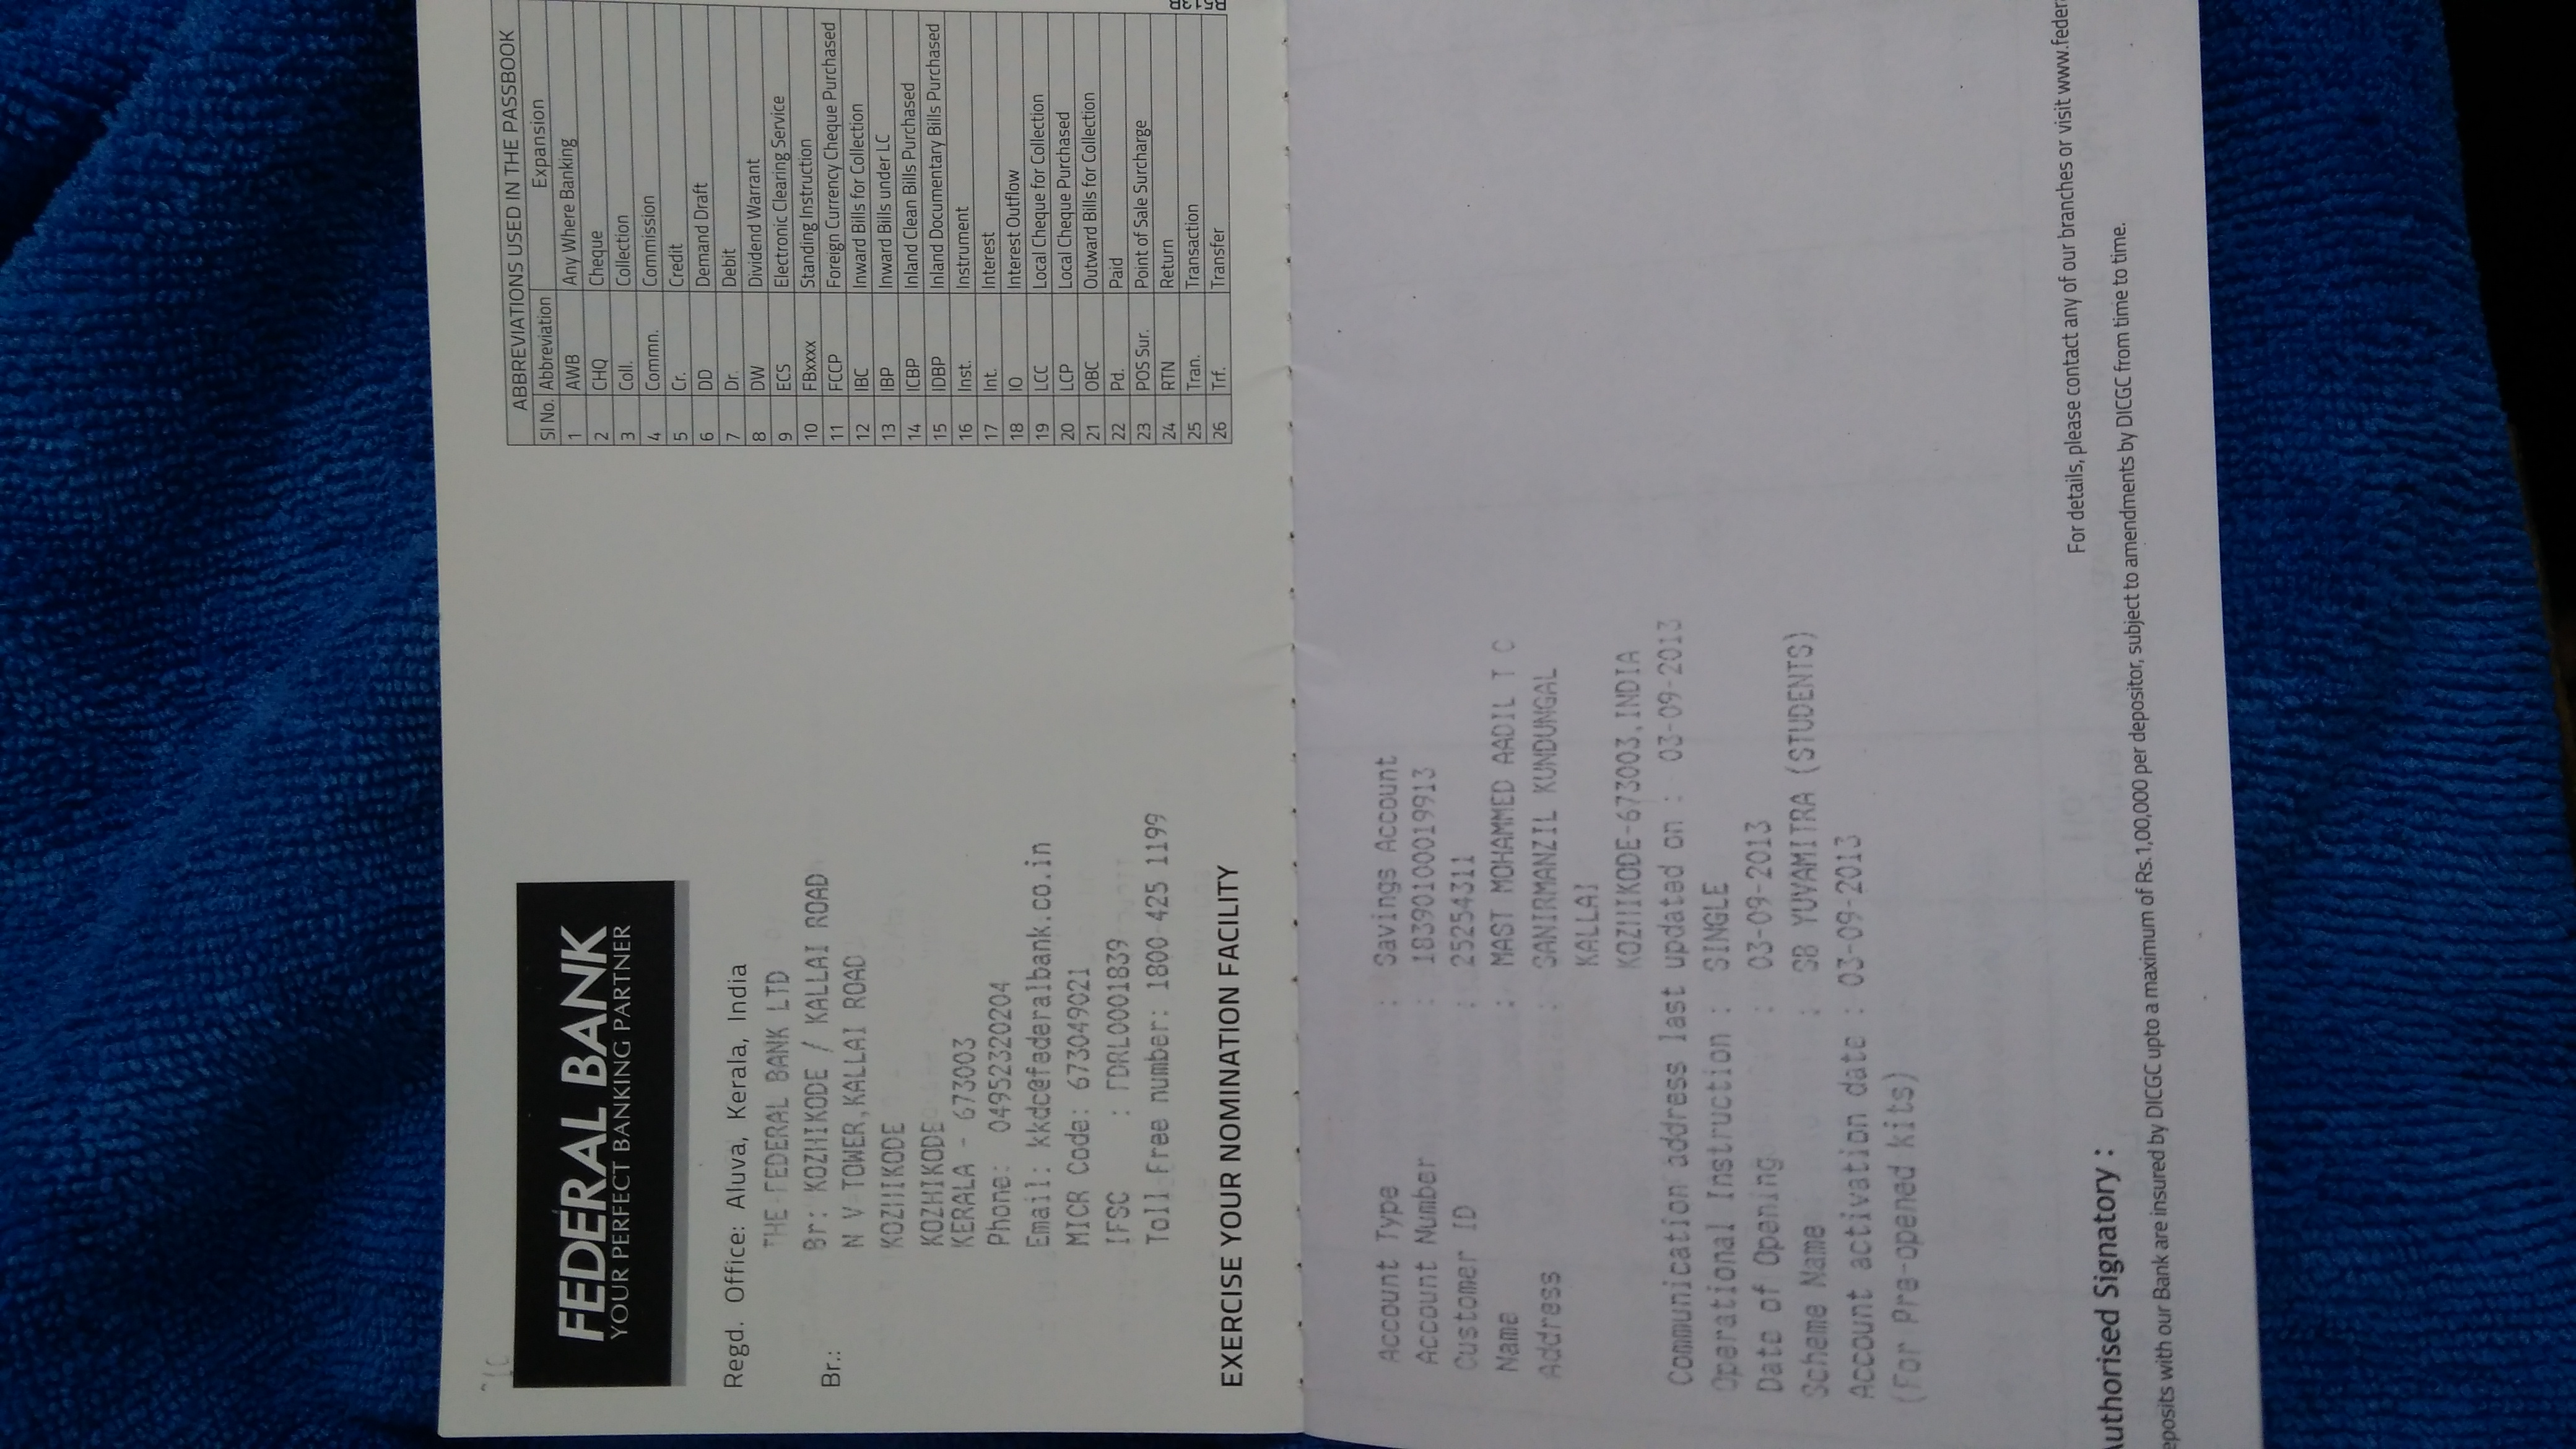 FEDERAL BANK
YOUR PERFECT BANKING PARTNER
Regd. Office: Aluva, Kerala, India
THE FEDERAL BANK LTD
Br.: Br: KOZHIKODE / KALLAI ROAD
N V TOWER,KALLAI ROAD
KOZHIKODE
KOZHIKODE
KERALA - 673003
Phone: 04952320204
Email: kkdc@federalbank.co.in
MICR Code: 673049021
IFSC : FDRL0001839
Toll free number: 1800 425 1199
EXERCISE YOUR NOMINATION FACILITY
ABBREVIATIONS USED IN THE PASSBOOK
Sl No. Abbreviation Expansion
1 AWB Any Where Banking
2 CHQ Cheque
3 Coll. Collection
4 Commn. Commission
5 Cr. Credit
6 DD Demand Draft
7 Dr. Debit
8 DW Dividend Warrant
9 ECS Electronic Clearing Service
10 FBxxxx Standing Instruction
11 FCCP Foreign Currency Cheque Purchased
12 IBC Inward Bills for Collection
13 IBP Inward Bills under LC
14 ICBP Inland Clean Bills Purchased
15 IDBP Inland Documentary Bills Purchased
16 Inst. Instrument
17 Int. Interest
18 IO Interest Outflow
19 LCC Local Cheque for Collection
20 LCP Local Cheque Purchased
21 OBC Outward Bills for Collection
22 Pd. Paid
23 POS Sur. Point of Sale Surcharge
24 RTN Return
25 Tran. Transaction
26 Trf. Transfer
Account Type : Savings Account
Account Number : 18390100019913
Customer ID : 25254311
Name : MAST MOHAMMED AADIL T C
Address : SANIRMANZIL KUNDUNGAL
KALLAI
KOZHIKODE-673003,INDIA
Communication address last updated on : 03-09-2013
Operational Instruction : SINGLE
Date of Opening : 03-09-2013
Scheme Name : SB YUVAMITRA (STUDENTS)
Account activation date : 03-09-2013
(For Pre-opened kits)
For details, please contact any of our branches or visit www.feder
Authorised Signatory :
eposits with our Bank are insured by DICGC upto a maximum of Rs.1,00,000 per depositor, subject to amendments by DICGC from time to time.